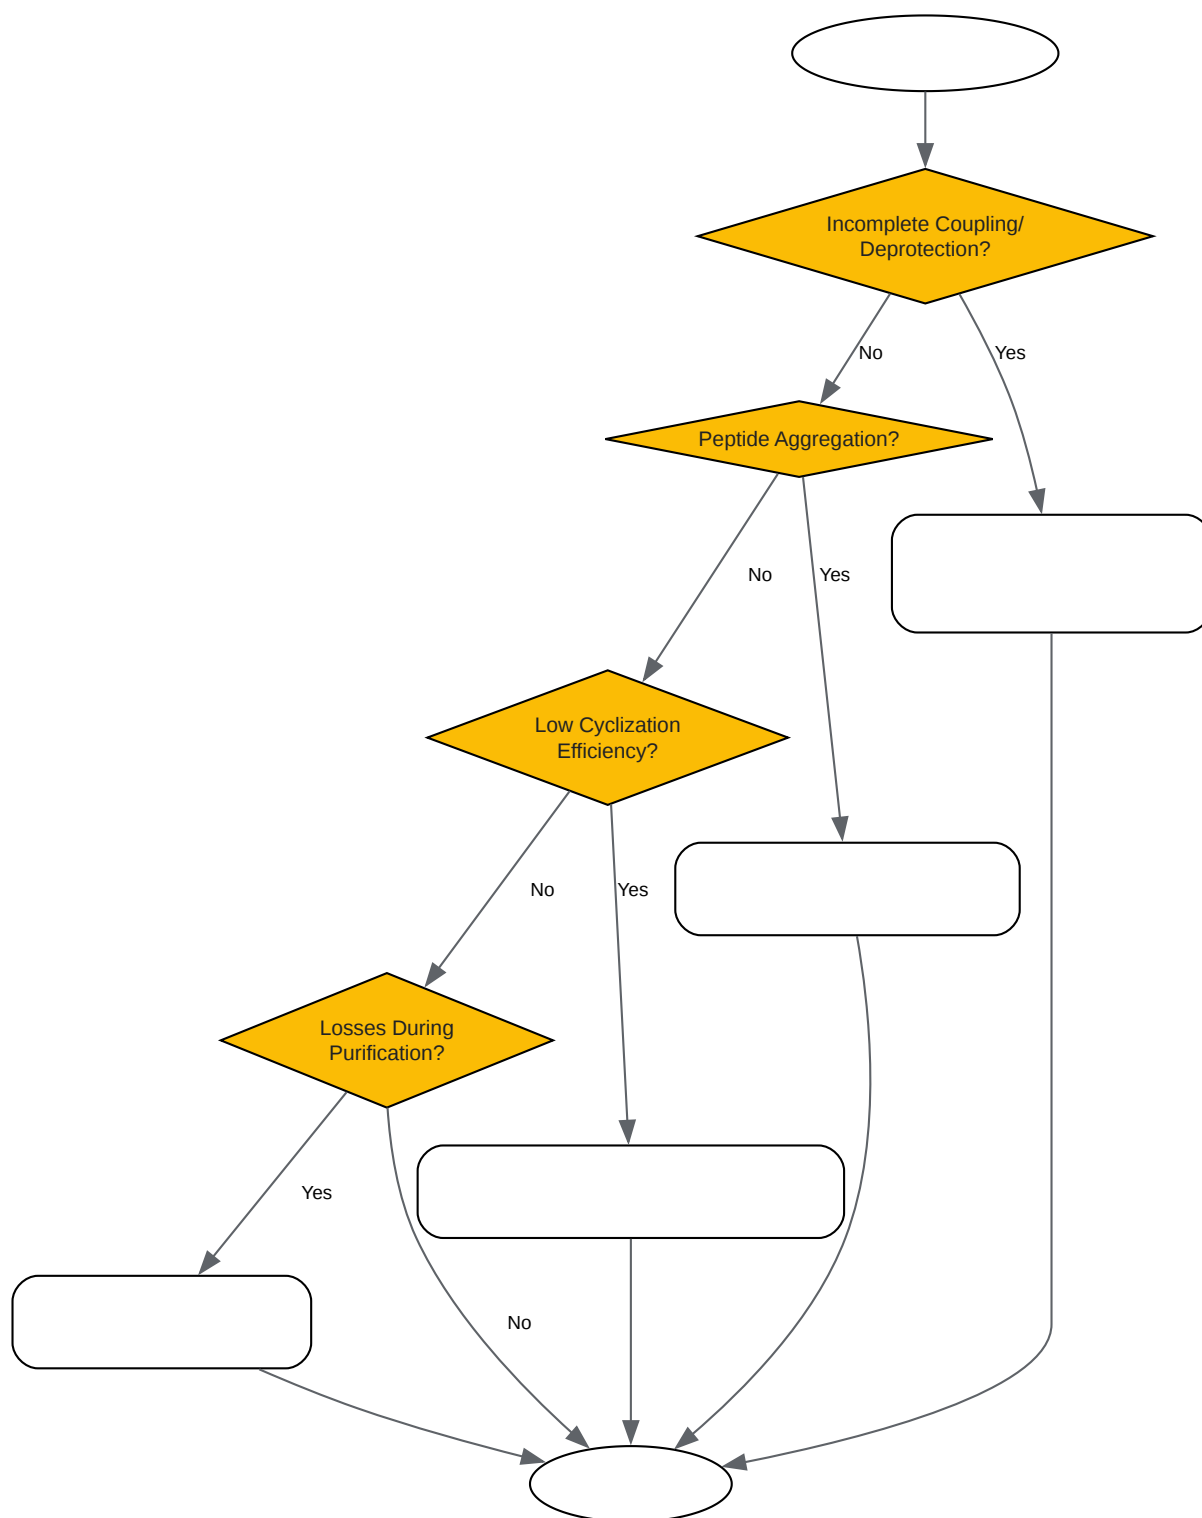 Incomplete Coupling/
Deprotection?
No
Yes
Peptide Aggregation?
No
Yes
Low Cyclization
Efficiency?
No
Yes
Losses During
Purification?
Yes
No